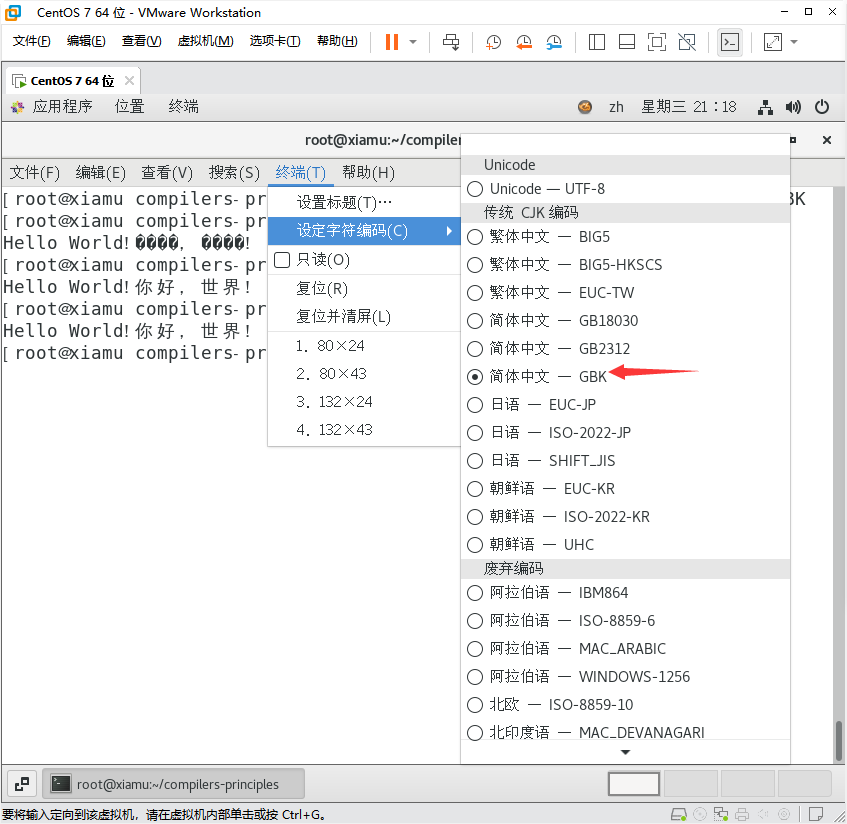 CentOS 7 64 位 - VMware Workstation
文件(F) 编辑(E) 查看(V) 虚拟机(M) 选项卡(T) 帮助(H)
CentOS 7 64 位
应用程序 位置 终端 zh 星期三 21：18
root@xiamu:~/compiler
文件(F) 编辑(E) 查看(V) 搜索(S) 终端(T) 帮助(H)
[root@xiamu compilers-pr
BK
[root@xiamu compilers-pr
Hello World!����，����!
[root@xiamu compilers-pr
Hello World!你好，世界！
[root@xiamu compilers-pr
Hello World!你好，世界！
[root@xiamu compilers-pr
设置标题(T)…
设定字符编码(C)
只读(O)
复位(R)
复位并清屏(L)
1. 80×24
2. 80×43
3. 132×24
4. 132×43
Unicode
Unicode — UTF-8
传统 CJK 编码
繁体中文 — BIG5
繁体中文 — BIG5-HKSCS
繁体中文 — EUC-TW
简体中文 — GB18030
简体中文 — GB2312
简体中文 — GBK
日语 — EUC-JP
日语 — ISO-2022-JP
日语 — SHIFT_JIS
朝鲜语 — EUC-KR
朝鲜语 — ISO-2022-KR
朝鲜语 — UHC
废弃编码
阿拉伯语 — IBM864
阿拉伯语 — ISO-8859-6
阿拉伯语 — MAC_ARABIC
阿拉伯语 — WINDOWS-1256
北欧 — ISO-8859-10
北印度语 — MAC_DEVANAGARI
root@xiamu:~/compilers-principles
要将输入定向到该虚拟机，请在虚拟机内部单击或按 Ctrl+G。